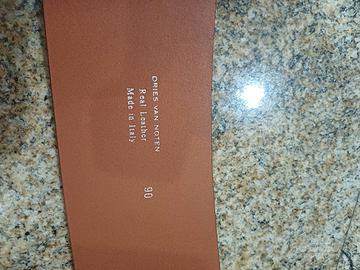 DRIES VAN NOTEN
Real Leather
Made in Italy
90